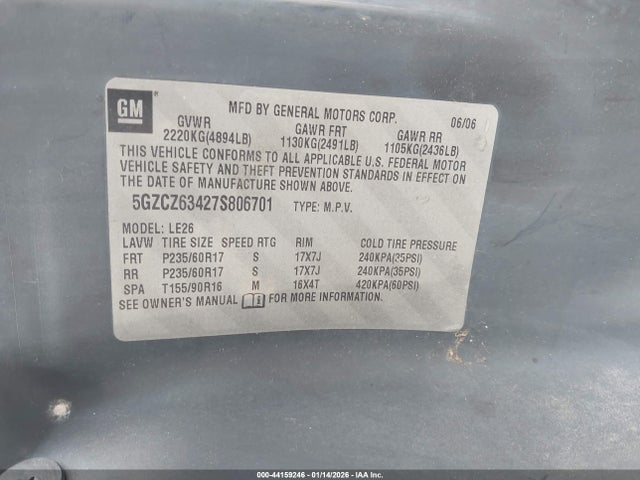 GM
MFD BY GENERAL MOTORS CORP. 06/06
GVWR GAWR FRT GAWR RR
2220KG(4894LB) 1130KG(2491LB) 1105KG(2436LB)
THIS VEHICLE CONFORMS TO ALL APPLICABLE U.S. FEDERAL MOTOR
VEHICLE SAFETY AND THEFT PREVENTION STANDARDS IN EFFECT ON
THE DATE OF MANUFACTURE SHOWN ABOVE.
5GZCZ63427S806701 TYPE: M.P.V.
MODEL: LE26
LAVW TIRE SIZE SPEED RTG RIM COLD TIRE PRESSURE
FRT P235/60R17 S 17X7J 240KPA(35PSI)
RR P235/60R17 S 17X7J 240KPA(35PSI)
SPA T155/90R16 M 16X4T 420KPA(60PSI)
SEE OWNER'S MANUAL FOR MORE INFORMATION.
000-44159246 - 01/14/2026 - IAA Inc.